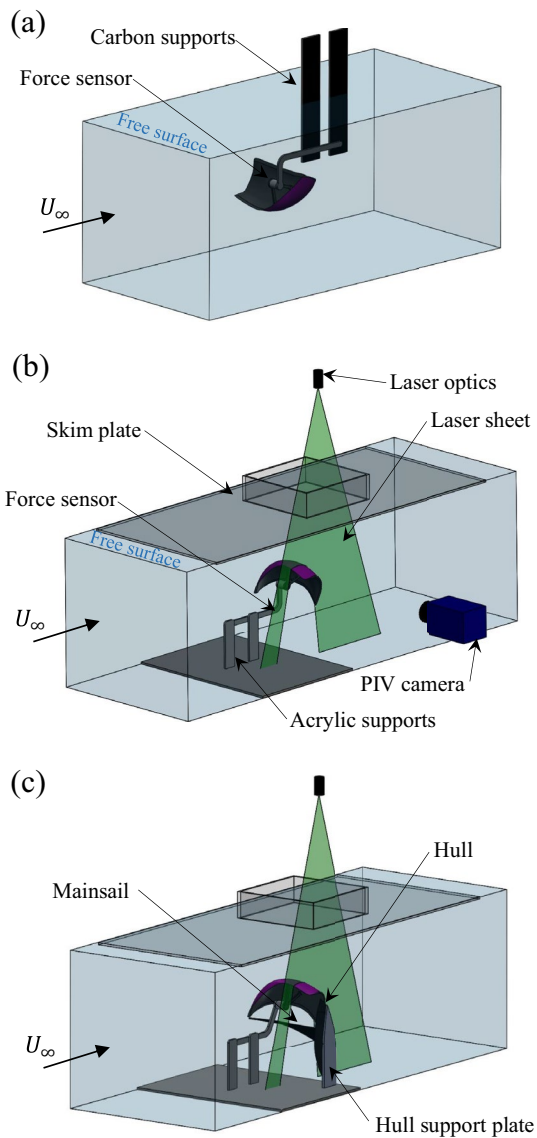 (a)
Carbon supports
Force sensor
Free surface
U∞
(b)
Laser optics
Laser sheet
Skim plate
Force sensor
Free surface
U∞
PIV camera
Acrylic supports
(c)
Hull
Mainsail
U∞
Hull support plate